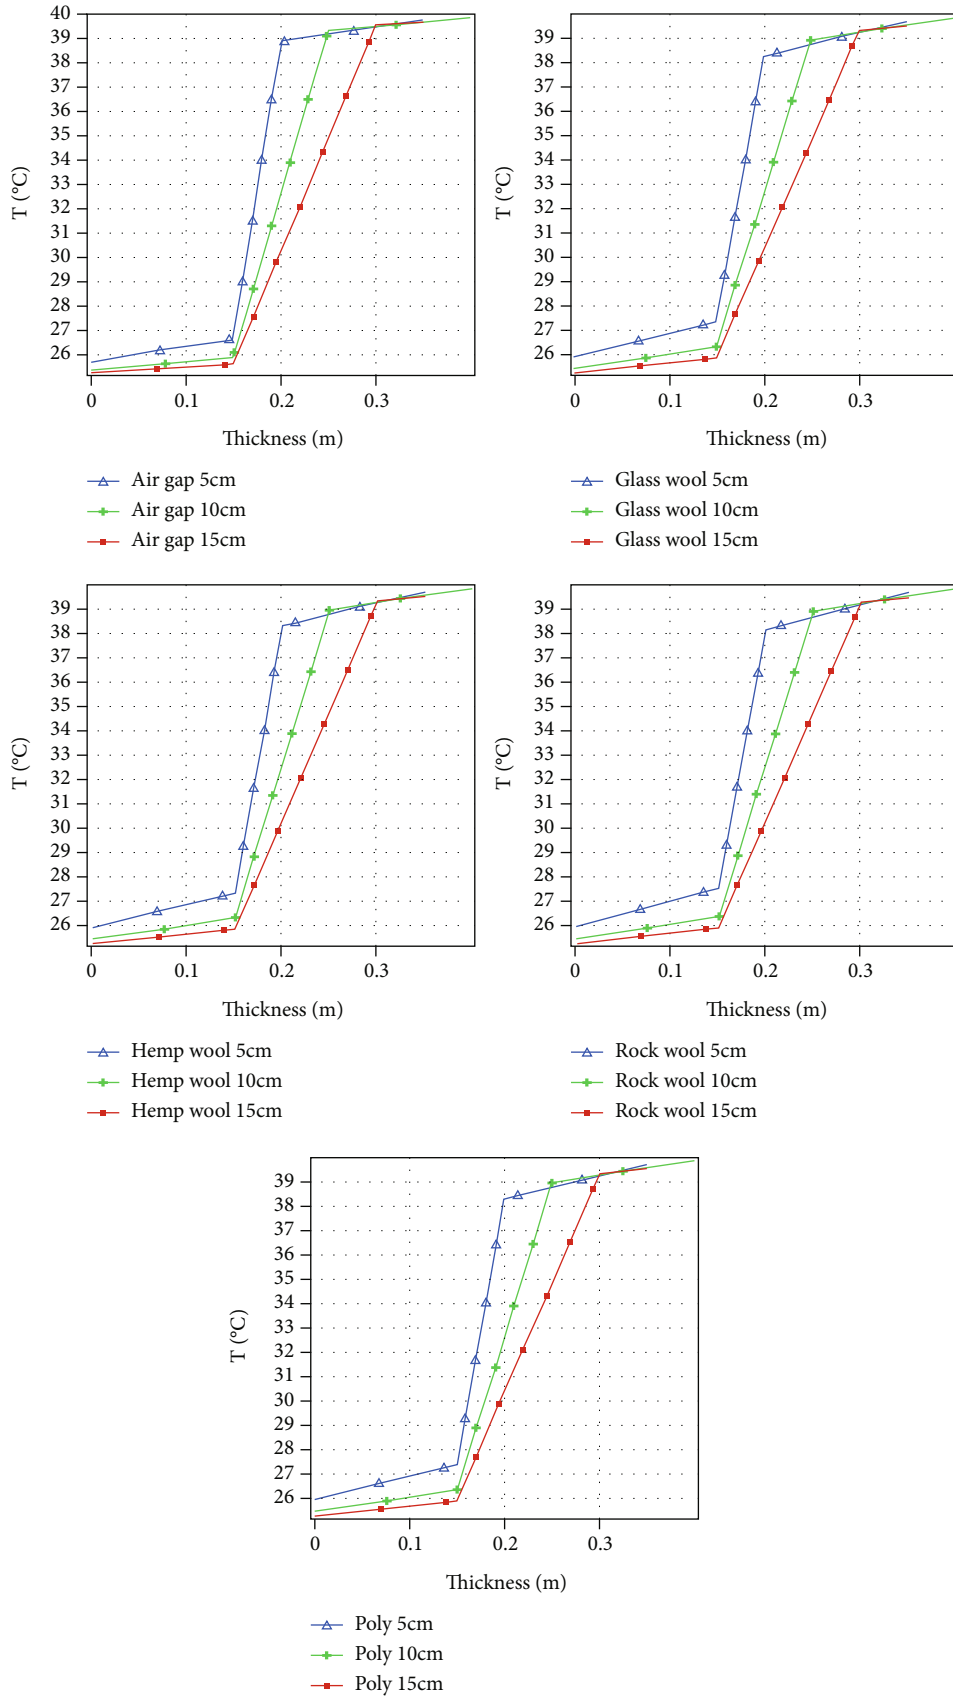 40
39
38
37
36
35
34
33
32
31
30
29
28
27
26
T (°C)
0 0.1 0.2 0.3
Thickness (m)
Air gap 5cm
Air gap 10cm
Air gap 15cm
39
38
37
36
35
34
33
32
31
30
29
28
27
26
T (°C)
0 0.1 0.2 0.3
Thickness (m)
Glass wool 5cm
Glass wool 10cm
Glass wool 15cm
39
38
37
36
35
34
33
32
31
30
29
28
27
26
T (°C)
0 0.1 0.2 0.3
Thickness (m)
Hemp wool 5cm
Hemp wool 10cm
Hemp wool 15cm
39
38
37
36
35
34
33
32
31
30
29
28
27
26
T (°C)
0 0.1 0.2 0.3
Thickness (m)
Rock wool 5cm
Rock wool 10cm
Rock wool 15cm
39
38
37
36
35
34
33
32
31
30
29
28
27
26
T (°C)
0 0.1 0.2 0.3
Thickness (m)
Poly 5cm
Poly 10cm
Poly 15cm